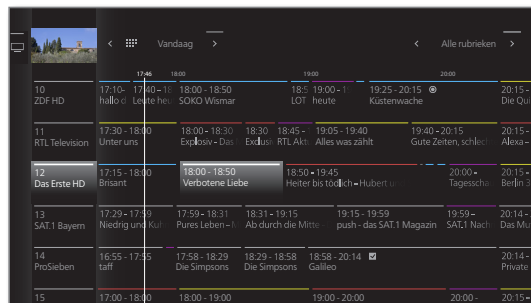 Vandaag
Alle rubrieken
17:46 18:00 19:00 20:00
10 17:10- 17:40 - 18 18:00 - 18:50 18:5 19:00 - 1 19:25 - 20:15 20:15 -
ZDF HD hallo d Leute heu SOKO Wismar LOT heute Küstenwache Die Qui
11 17:30 - 18:00 18:00 - 18:30 18:30 18:45 - 19:05 - 19:40 19:40 - 20:15 20:15 -
RTL Television Unter uns Explosiv - Das Exclusiv RTL Akt Alles was zählt Gute Zeiten, schlech Alexa -
12 17:15 - 18:00 18:00 - 18:50 18:50 - 19:45 20:00 - 20:15 -
Das Erste HD Brisant Verbotene Liebe Heiter bis tödlich - Hubert u Tagesscha Berlin
13 17:29 - 17:59 17:59 - 18:31 18:31 - 19:15 19:15 - 19:59 19:59 - 20:14 -
SAT.1 Bayern Niedrig und Ku Pures Leben - Ab durch die Mitte - push - das SAT.1 Magazin SAT.1 Nach Das Mu
14 16:55 - 17:55 17:58 - 18:29 18:29 - 18:58 18:58 - 20:14 20:14 -
ProSieben taff Die Simpsons Die Simpsons Galileo Private
15 17:00 - 18:00 18:00 - 19:00 19:00 - 20:00 20:00 - 20:15 -